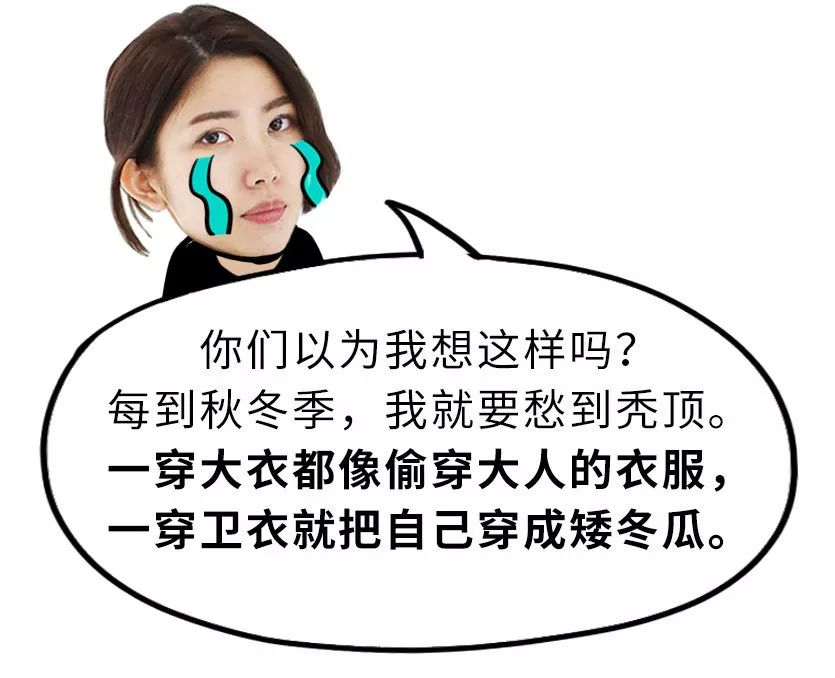 你们以为我想这样吗？
每到秋冬季，我就要愁到秃顶。
一穿大衣都像偷穿大人的衣服，
一穿卫衣就把自己穿成矮冬瓜。